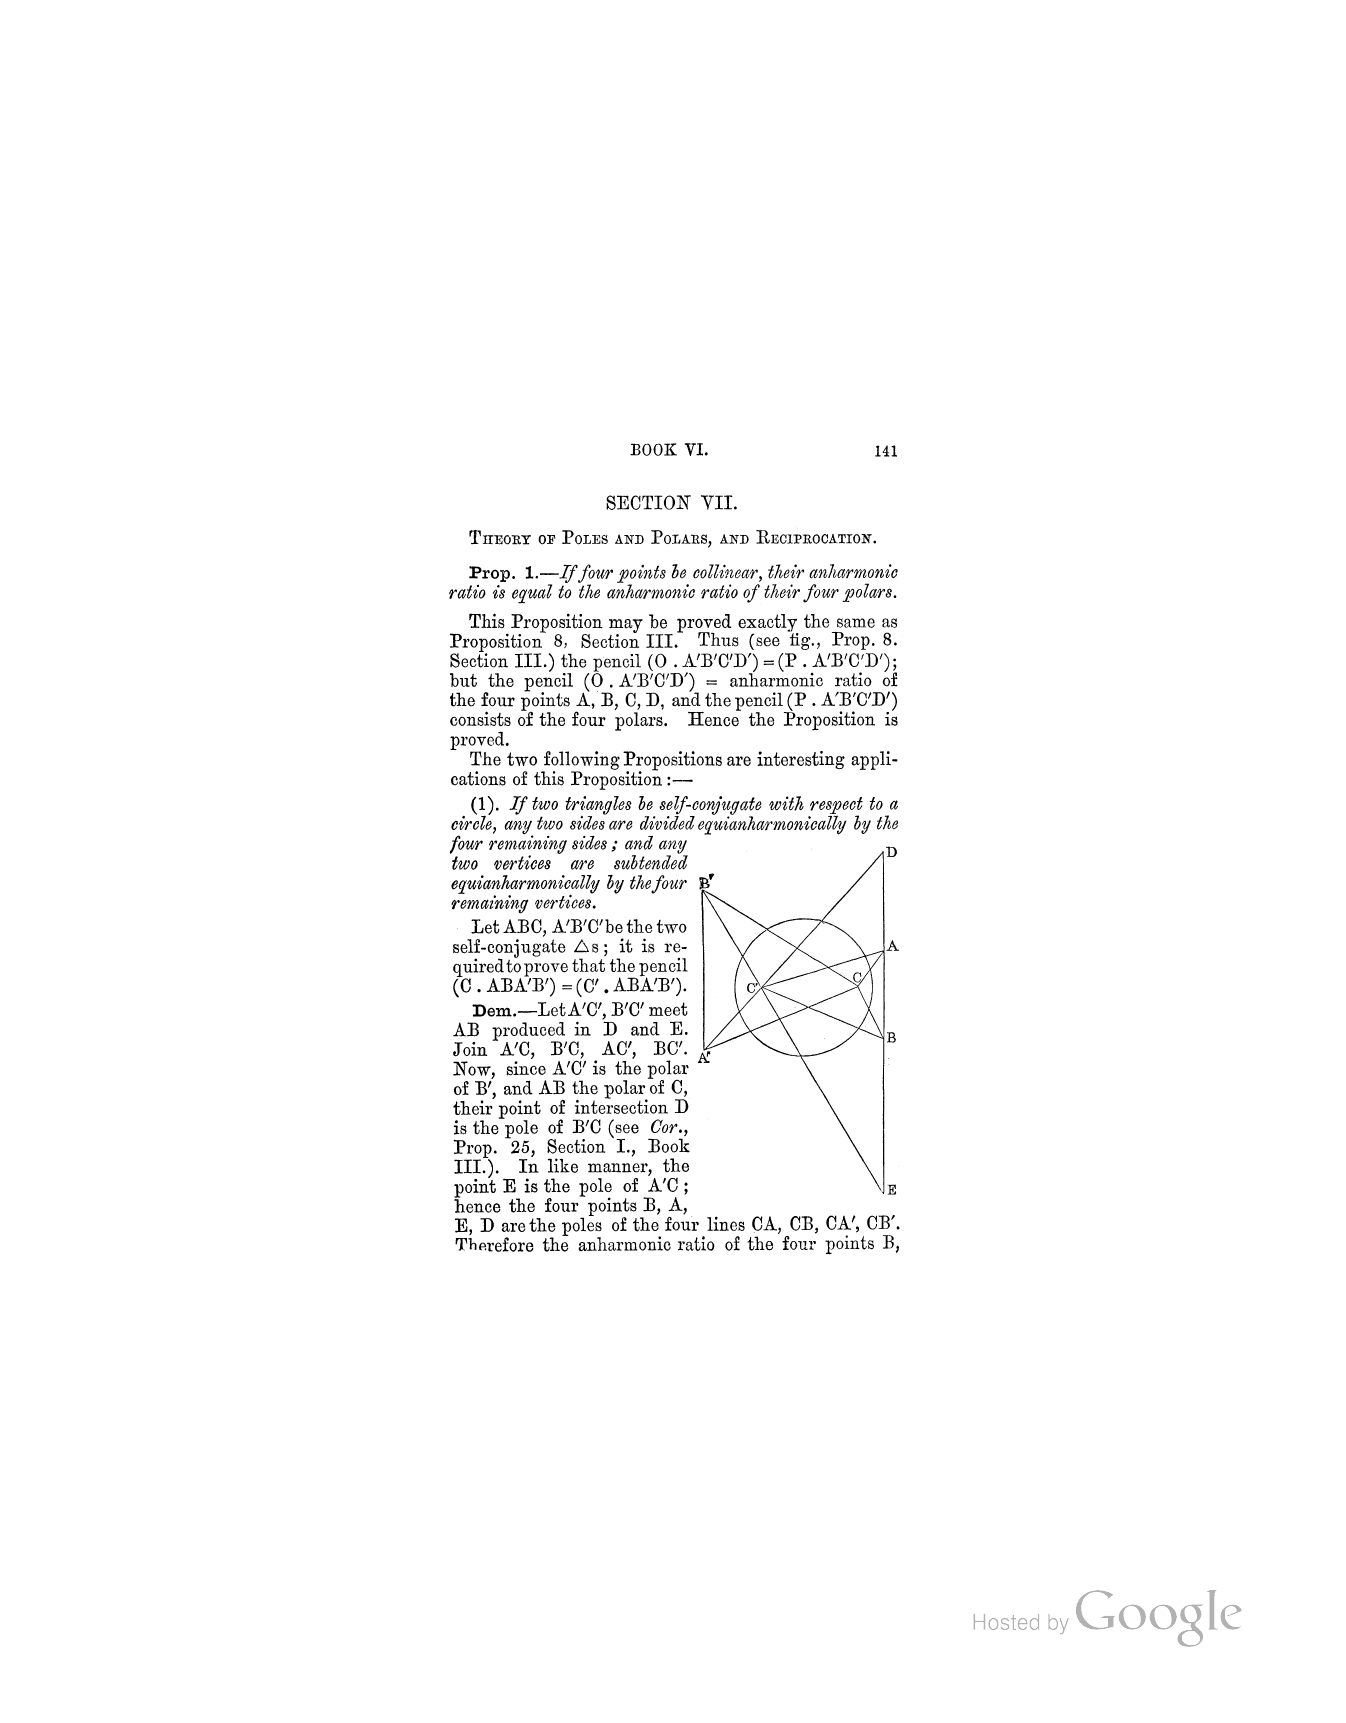 BOOK VI. 141
SECTION VII.
THEORY OF POLES AND POLARS, AND RECIPROCATION.
Prop. 1.—If four points be collinear, their anharmonic
ratio is equal to the anharmonic ratio of their four polars.
This Proposition may be proved exactly the same as
Proposition 8, Section III. Thus (see fig., Prop. 8.
Section III.) the pencil (O . A′B′C′D′) = (P . A′B′C′D′);
but the pencil (O . A′B′C′D′) = anharmonic ratio of
the four points A, B, C, D, and the pencil (P . A′B′C′D′)
consists of the four polars. Hence the Proposition is
proved.
The two following Propositions are interesting appli-
cations of this Proposition :—
(1). If two triangles be self-conjugate with respect to a
circle, any two sides are divided equianharmonically by the
four remaining sides ; and any
two vertices are subtended
equianharmonically by the four
remaining vertices.
Let ABC, A′B′C′ be the two
self-conjugate △s ; it is re-
quired to prove that the pencil
(C . ABA′B′) = (C′ . ABA′B′).
Dem.—Let A′C′, B′C′ meet
AB produced in D and E.
Join A′C, B′C, AC′, BC′.
Now, since A′C′ is the polar
of B′, and AB the polar of C,
their point of intersection D
is the pole of B′C (see Cor.,
Prop. 25, Section I., Book
III.). In like manner, the
point E is the pole of A′C ;
hence the four points B, A,
D
B′
A
C
C′
B
A′
E
E, D are the poles of the four lines CA, CB, CA′, CB′.
Therefore the anharmonic ratio of the four points B,
Hosted by Google